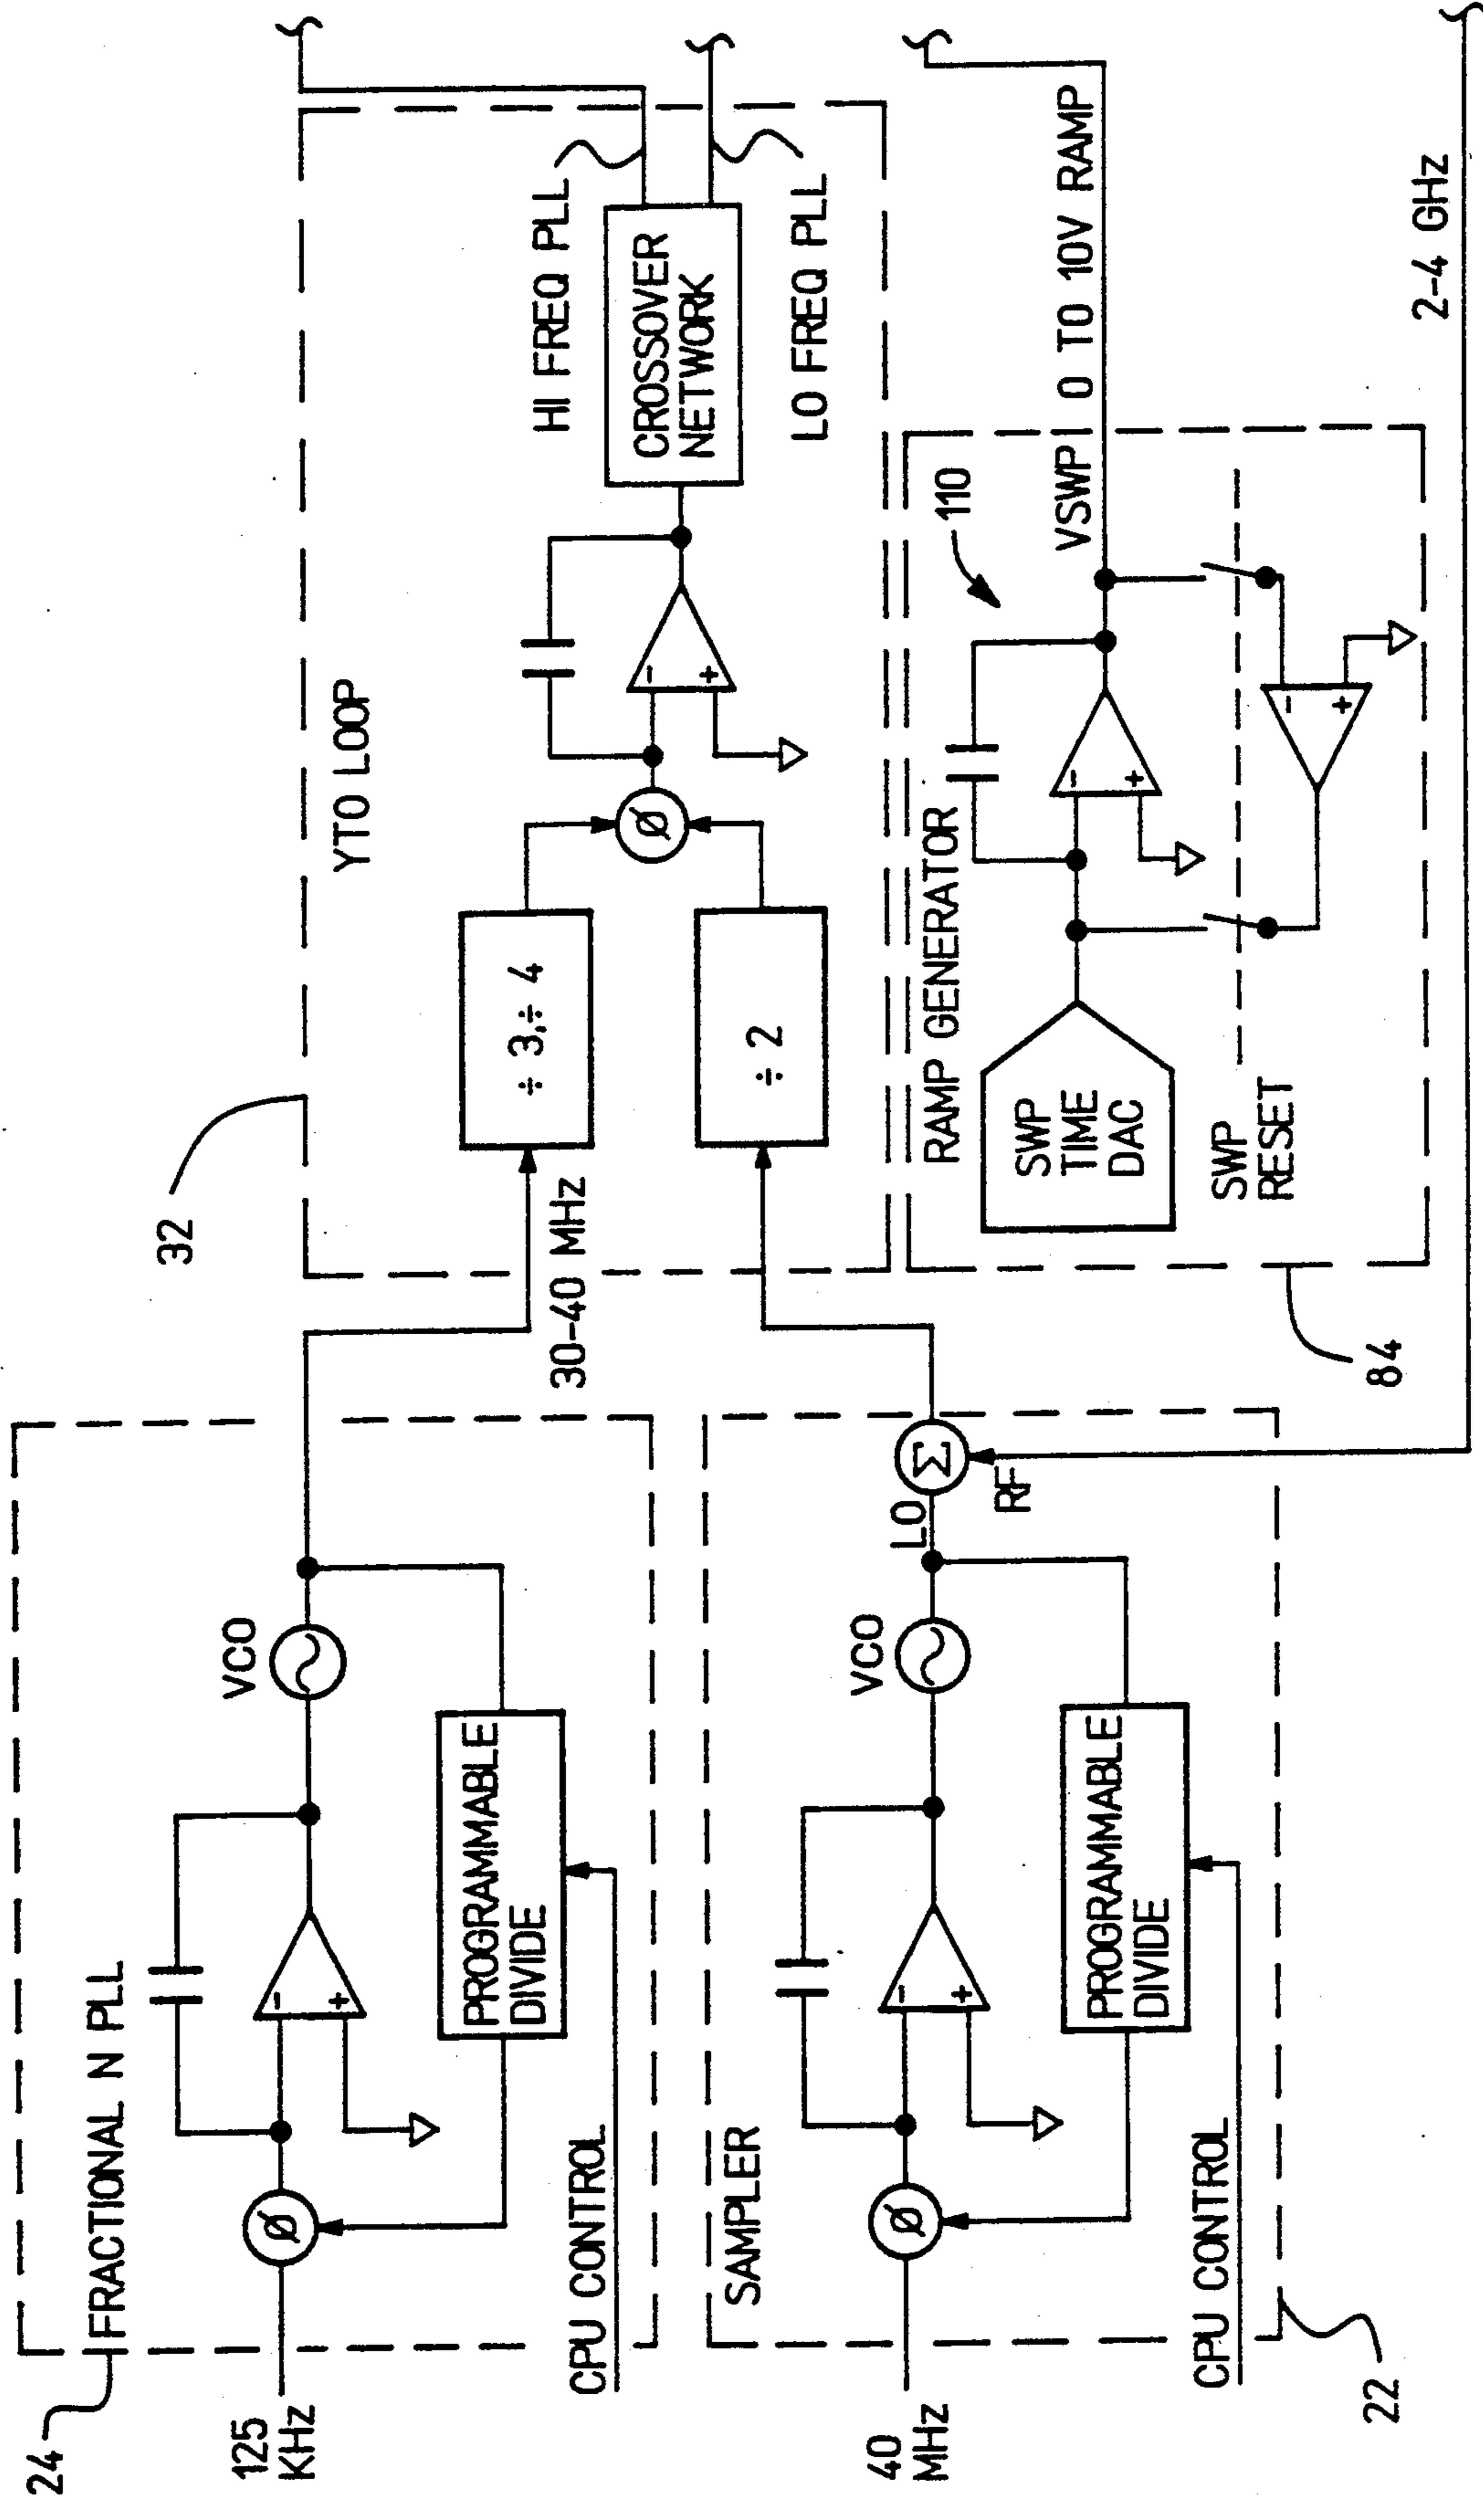 24
FRACTIONAL N PLL
125
KHz
-
+
VCO
PROGRAMMABLE
DIVIDE
CPU CONTROL
Ø
SAMPLER
40
MHz
Ø
-
+
VCO
LO
Σ
RF
PROGRAMMABLE
DIVIDE
CPU CONTROL
22
32
YTO LOOP
30-40 MHz
÷ 3,÷ 4
÷ 2
Ø
-
+
CROSSOVER
NETWORK
HI FREQ PLL
LO FREQ PLL
RAMP GENERATOR
110
SWP
TIME
DAC
-
+
VSWP
0 TO 10V RAMP
SWP
RESET
-
+
84
2-4 GHz